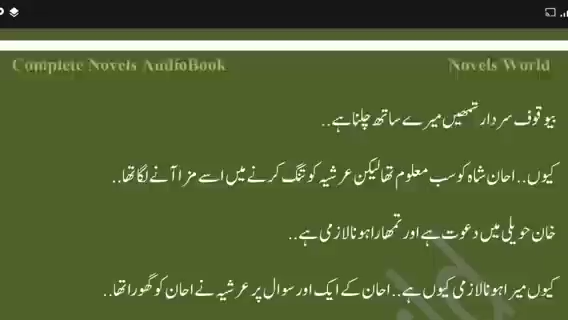 Complete Novels AudioBook Novels World
بیوقوف سردار تمھیں میرے ساتھ چلنا ہے..
کیوں.. احان شاہ کو سب معلوم تھا لیکن عرشیہ کو تنگ کرنے میں اسے مزا آنے لگا تھا..
خان حویلی میں دعوت ہے اور تمھارا ہونا لازمی ہے..
کیوں میرا ہونا لازمی کیوں ہے.. احان کے ایک اور سوال پر عرشیہ نے احان کو گھورا تھا..